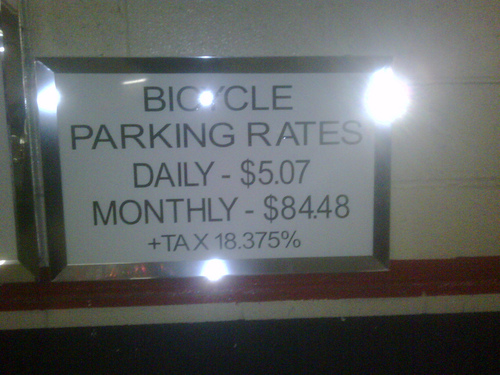 BICYCLE
PARKING RATES
DAILY - $5.07
MONTHLY - $84.48
+TAX 18.375%